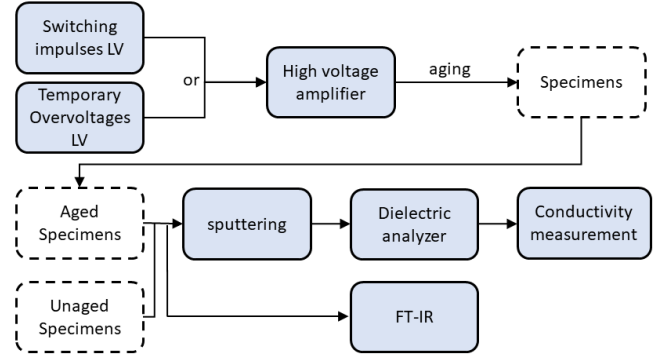 Switching
impulses LV
or
Temporary
Overvoltages
LV
High voltage
amplifier
aging
Specimens
Aged
Specimens
sputtering
Dielectric
analyzer
Conductivity
measurement
Unaged
Specimens
FT-IR